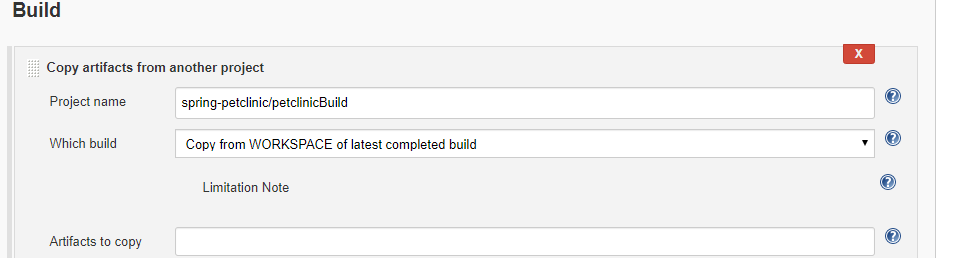 Build
X
Copy artifacts from another project
Project name
spring-petclinic/petclinicBuild
?
Which build
Copy from WORKSPACE of latest completed build
?
Limitation Note
?
Artifacts to copy
?